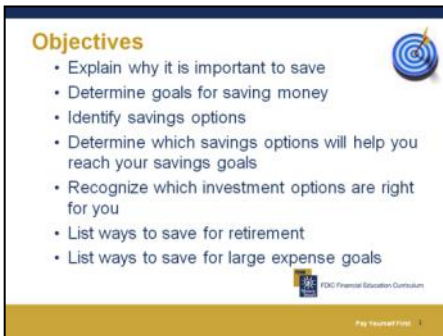 Objectives
• Explain why it is important to save
• Determine goals for saving money
• Identify savings options
• Determine which savings options will help you
reach your savings goals
• Recognize which investment options are right
for you
• List ways to save for retirement
• List ways to save for large expense goals
FDIC Financial Education Curriculum
Pay Yourself First